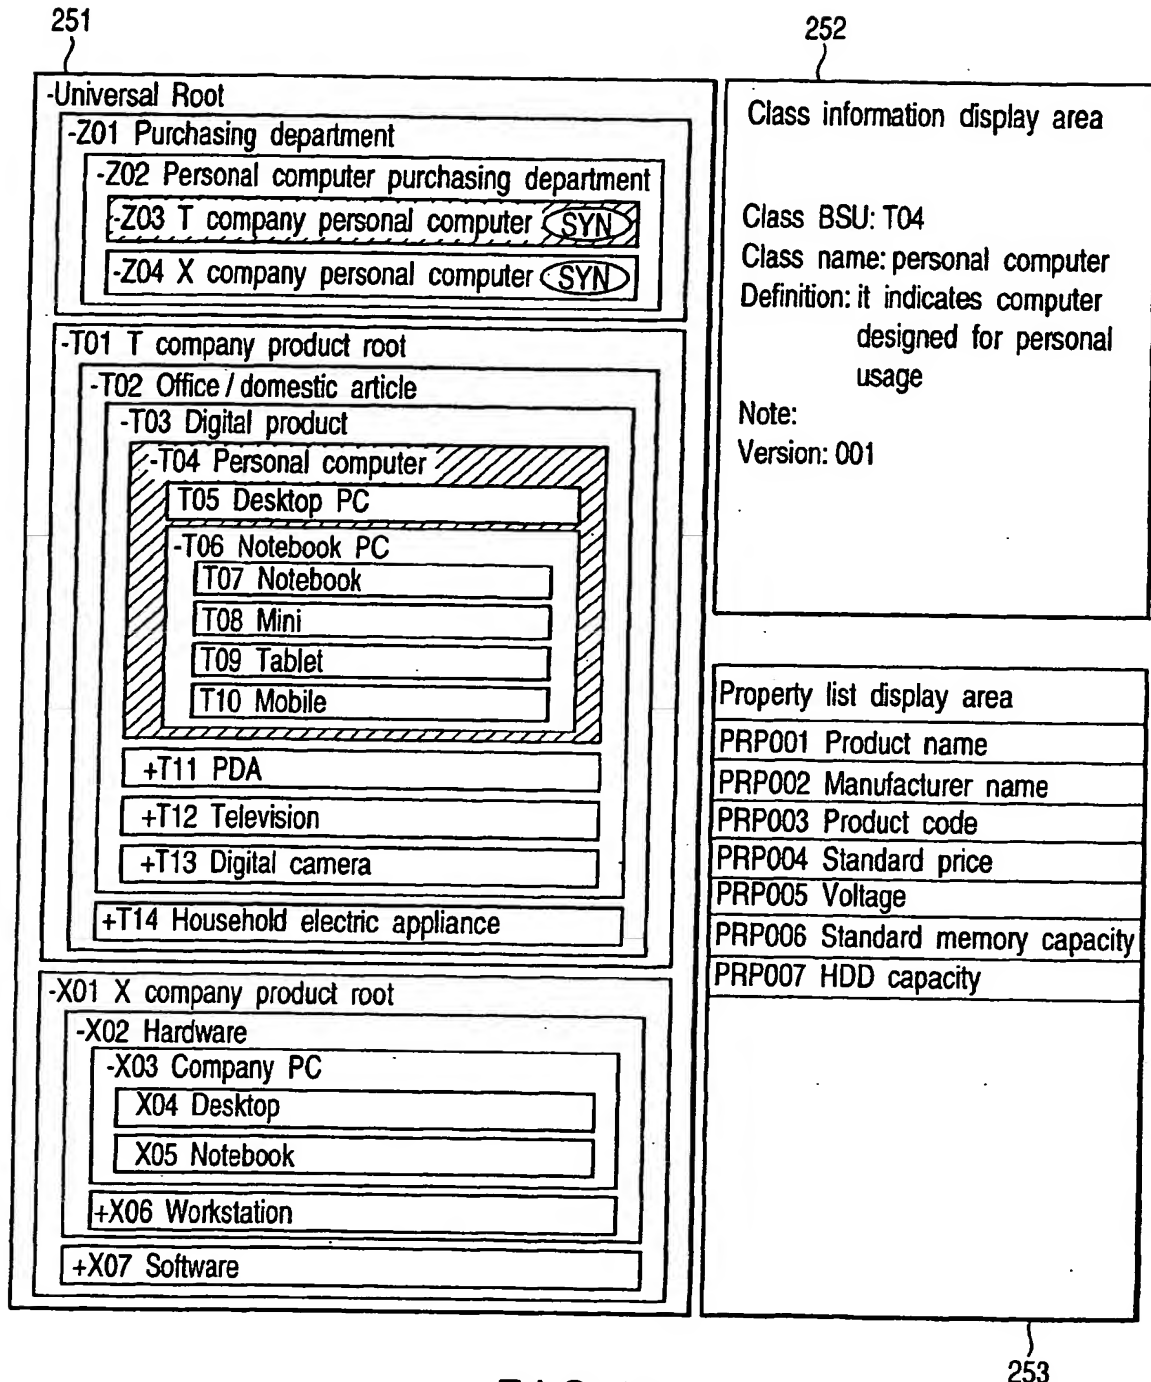 251
252
-Universal Root
-Z01 Purchasing department
-Z02 Personal computer purchasing department
-Z03 T company personal computer SYN
-Z04 X company personal computer SYN
-T01 T company product root
-T02 Office / domestic article
-T03 Digital product
-T04 Personal computer
T05 Desktop PC
-T06 Notebook PC
T07 Notebook
T08 Mini
T09 Tablet
T10 Mobile
+T11 PDA
+T12 Television
+T13 Digital camera
+T14 Household electric appliance
-X01 X company product root
-X02 Hardware
-X03 Company PC
X04 Desktop
X05 Notebook
+X06 Workstation
+X07 Software
Class information display area
Class BSU: T04
Class name: personal computer
Definition: it indicates computer
designed for personal
usage
Note:
Version: 001
Property list display area
PRP001 Product name
PRP002 Manufacturer name
PRP003 Product code
PRP004 Standard price
PRP005 Voltage
PRP006 Standard memory capacity
PRP007 HDD capacity
253